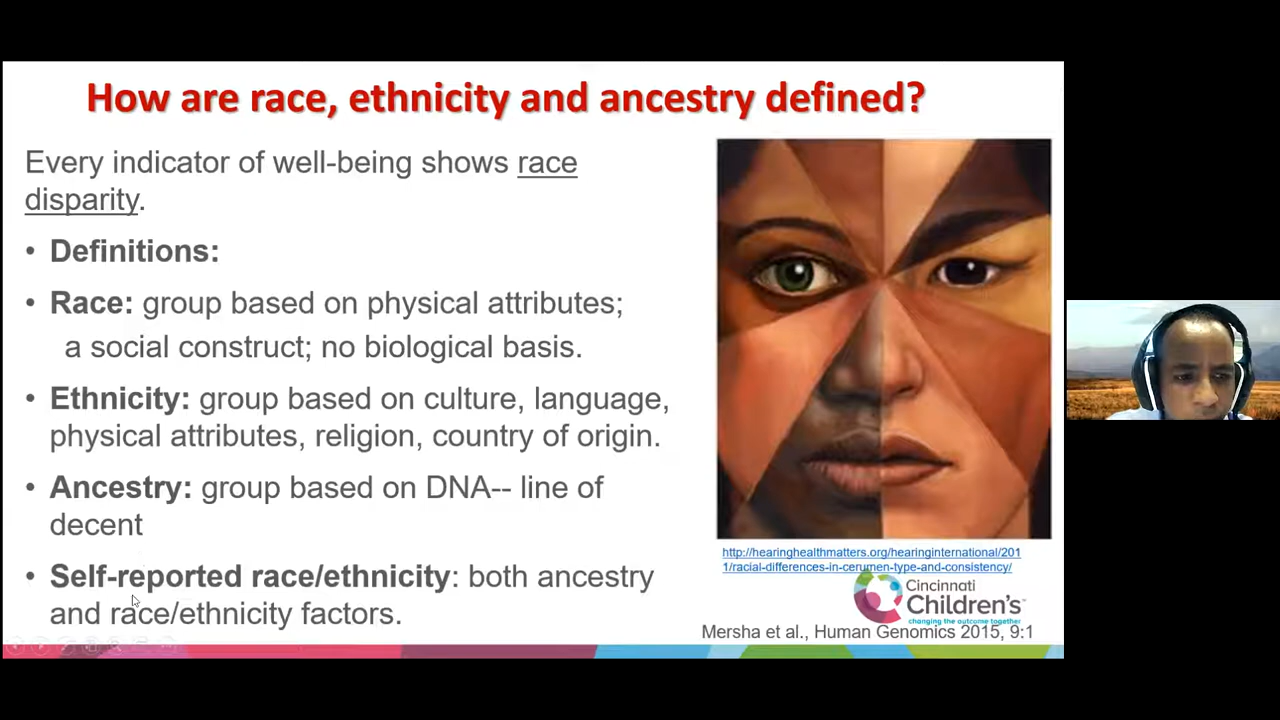 How are race, ethnicity and ancestry defined?
Every indicator of well-being shows race
disparity.
• Definitions:
• Race: group based on physical attributes;
a social construct; no biological basis.
• Ethnicity: group based on culture, language,
physical attributes, religion, country of origin.
• Ancestry: group based on DNA-- line of
decent
• Self-reported race/ethnicity: both ancestry
and race/ethnicity factors.
http://hearinghealthmatters.org/hearinginternational/201
1/racial-differences-in-cerumen-type-and-consistency/
Cincinnati
Children's™
changing the outcome together
Mersha et al., Human Genomics 2015, 9:1